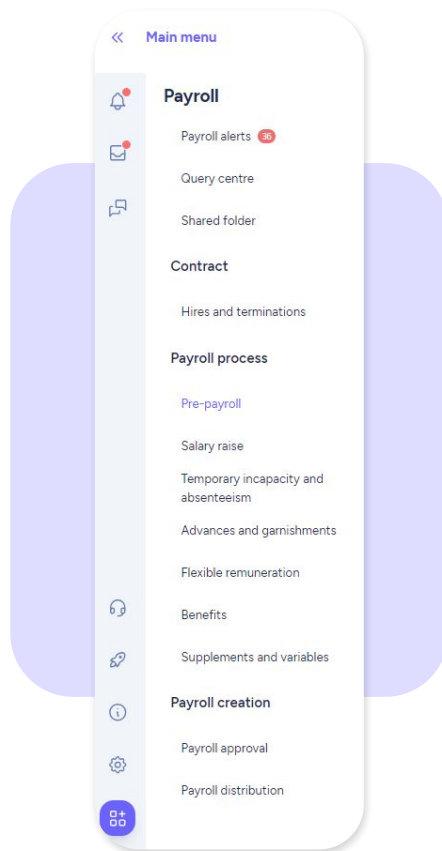 Main menu
Payroll
Payroll alerts 36
Query centre
Shared folder
Contract
Hires and terminations
Payroll process
Pre-payroll
Salary raise
Temporary incapacity and
absenteeism
Advances and garnishments
Flexible remuneration
Benefits
Supplements and variables
Payroll creation
Payroll approval
Payroll distribution